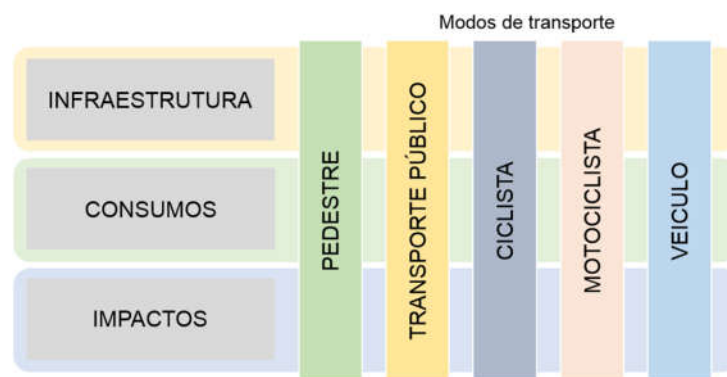 Modos de transporte
INFRAESTRUTURA
CONSUMOS
IMPACTOS
PEDESTRE
TRANSPORTE PÚBLICO
CICLISTA
MOTOCICLISTA
VEICULO